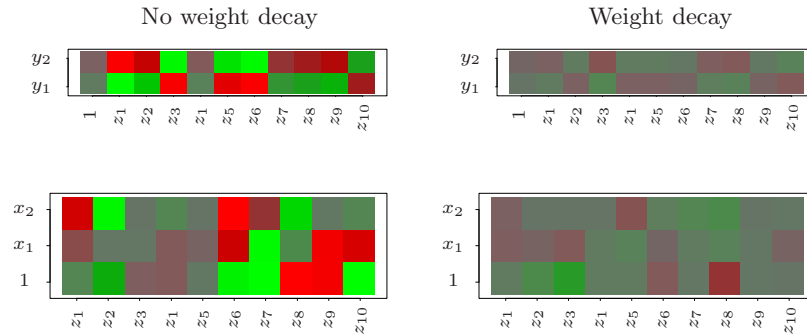 No weight decay Weight decay
y2 y2
y1 y1
1 z1 z2 z3 z1 z5 z6 z7 z8 z9 z10 1 z1 z2 z3 z1 z5 z6 z7 z8 z9 z10
x2 x2
x1 x1
1 1
z1 z2 z3 z1 z5 z6 z7 z8 z9 z10 z1 z2 z3 z1 z5 z6 z7 z8 z9 z10